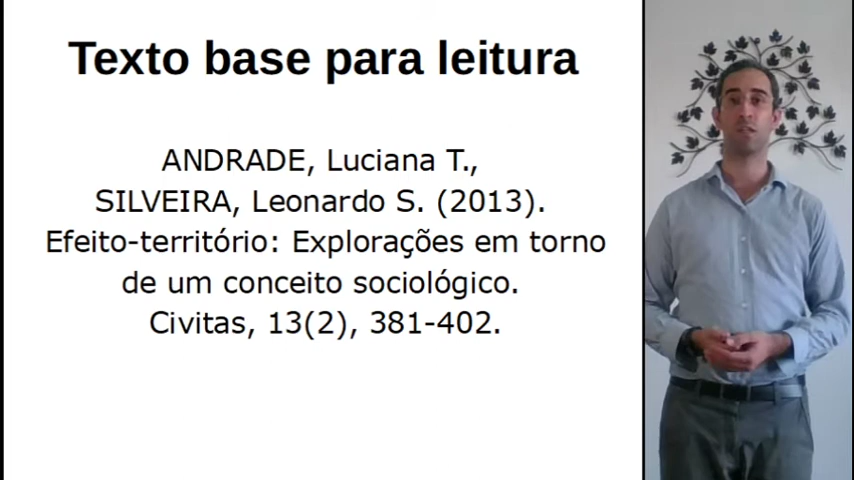 Texto base para leitura
ANDRADE, Luciana T.,
SILVEIRA, Leonardo S. (2013).
Efeito-território: Explorações em torno
de um conceito sociológico.
Civitas, 13(2), 381-402.